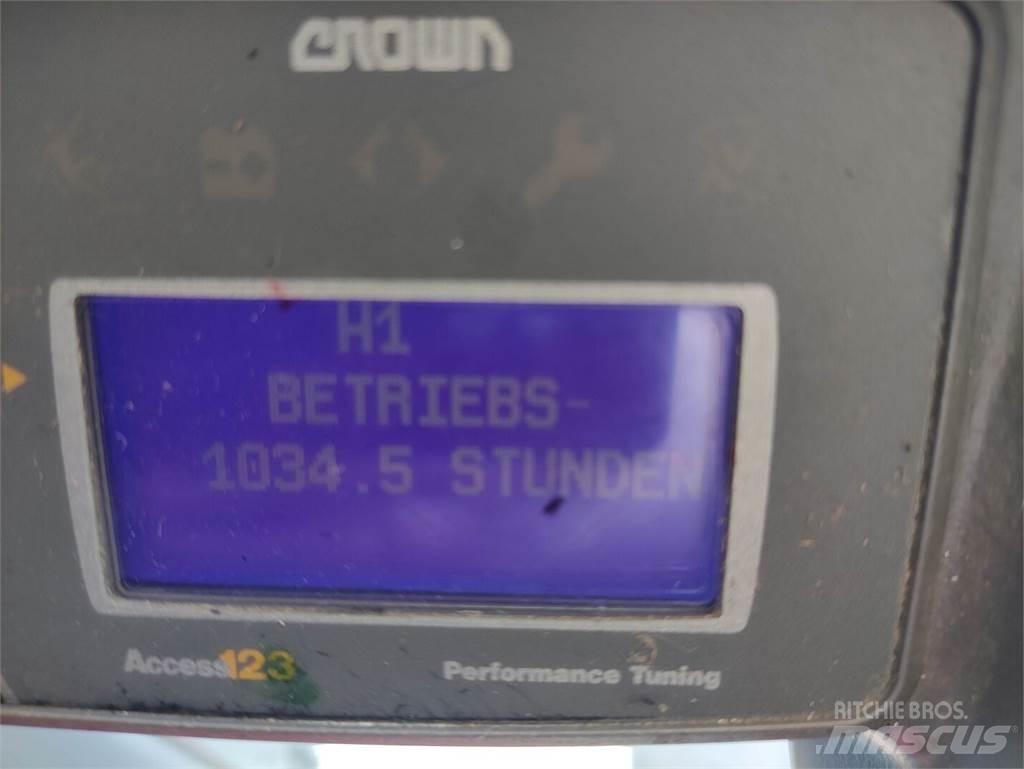 CROWN
H1
BETRIEBS-
1034.5 STUNDEN
Access123
Performance Tuning
RITCHIE BROS.
MASCUS